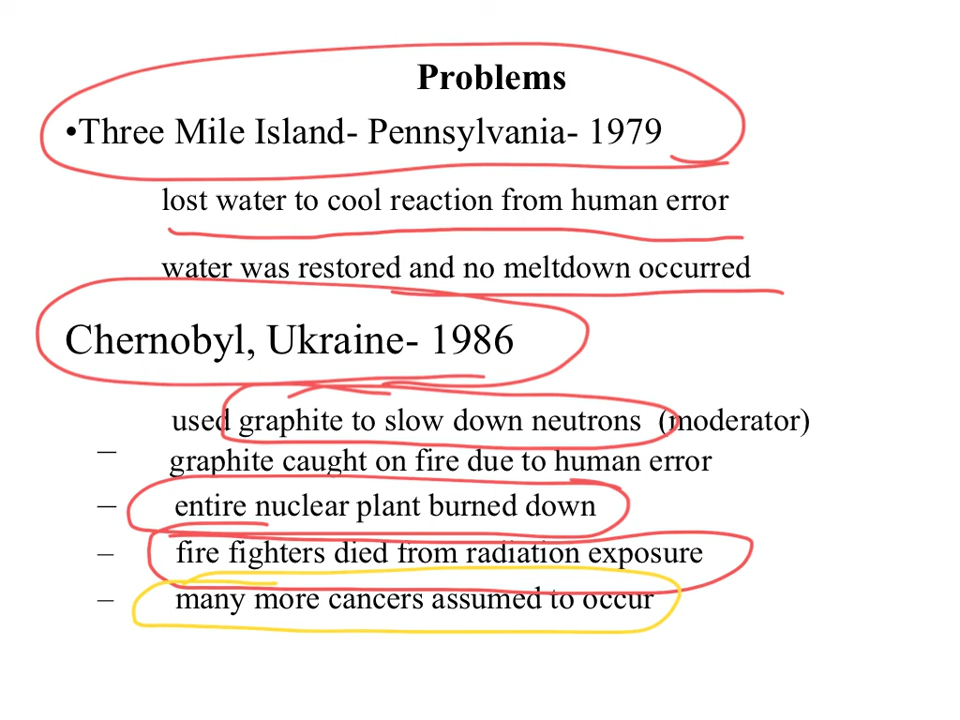 Problems
•Three Mile Island- Pennsylvania- 1979
lost water to cool reaction from human error
water was restored and no meltdown occurred
Chernobyl, Ukraine- 1986
used graphite to slow down neutrons (moderator)
– graphite caught on fire due to human error
– entire nuclear plant burned down
– fire fighters died from radiation exposure
– many more cancers assumed to occur